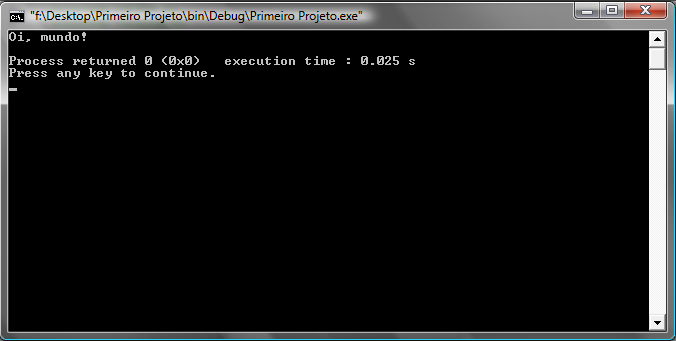 "f:\Desktop\Primeiro Projeto\bin\Debug\Primeiro Projeto.exe"
Oi, mundo!
Process returned 0 (0x0)   execution time : 0.025 s
Press any key to continue.